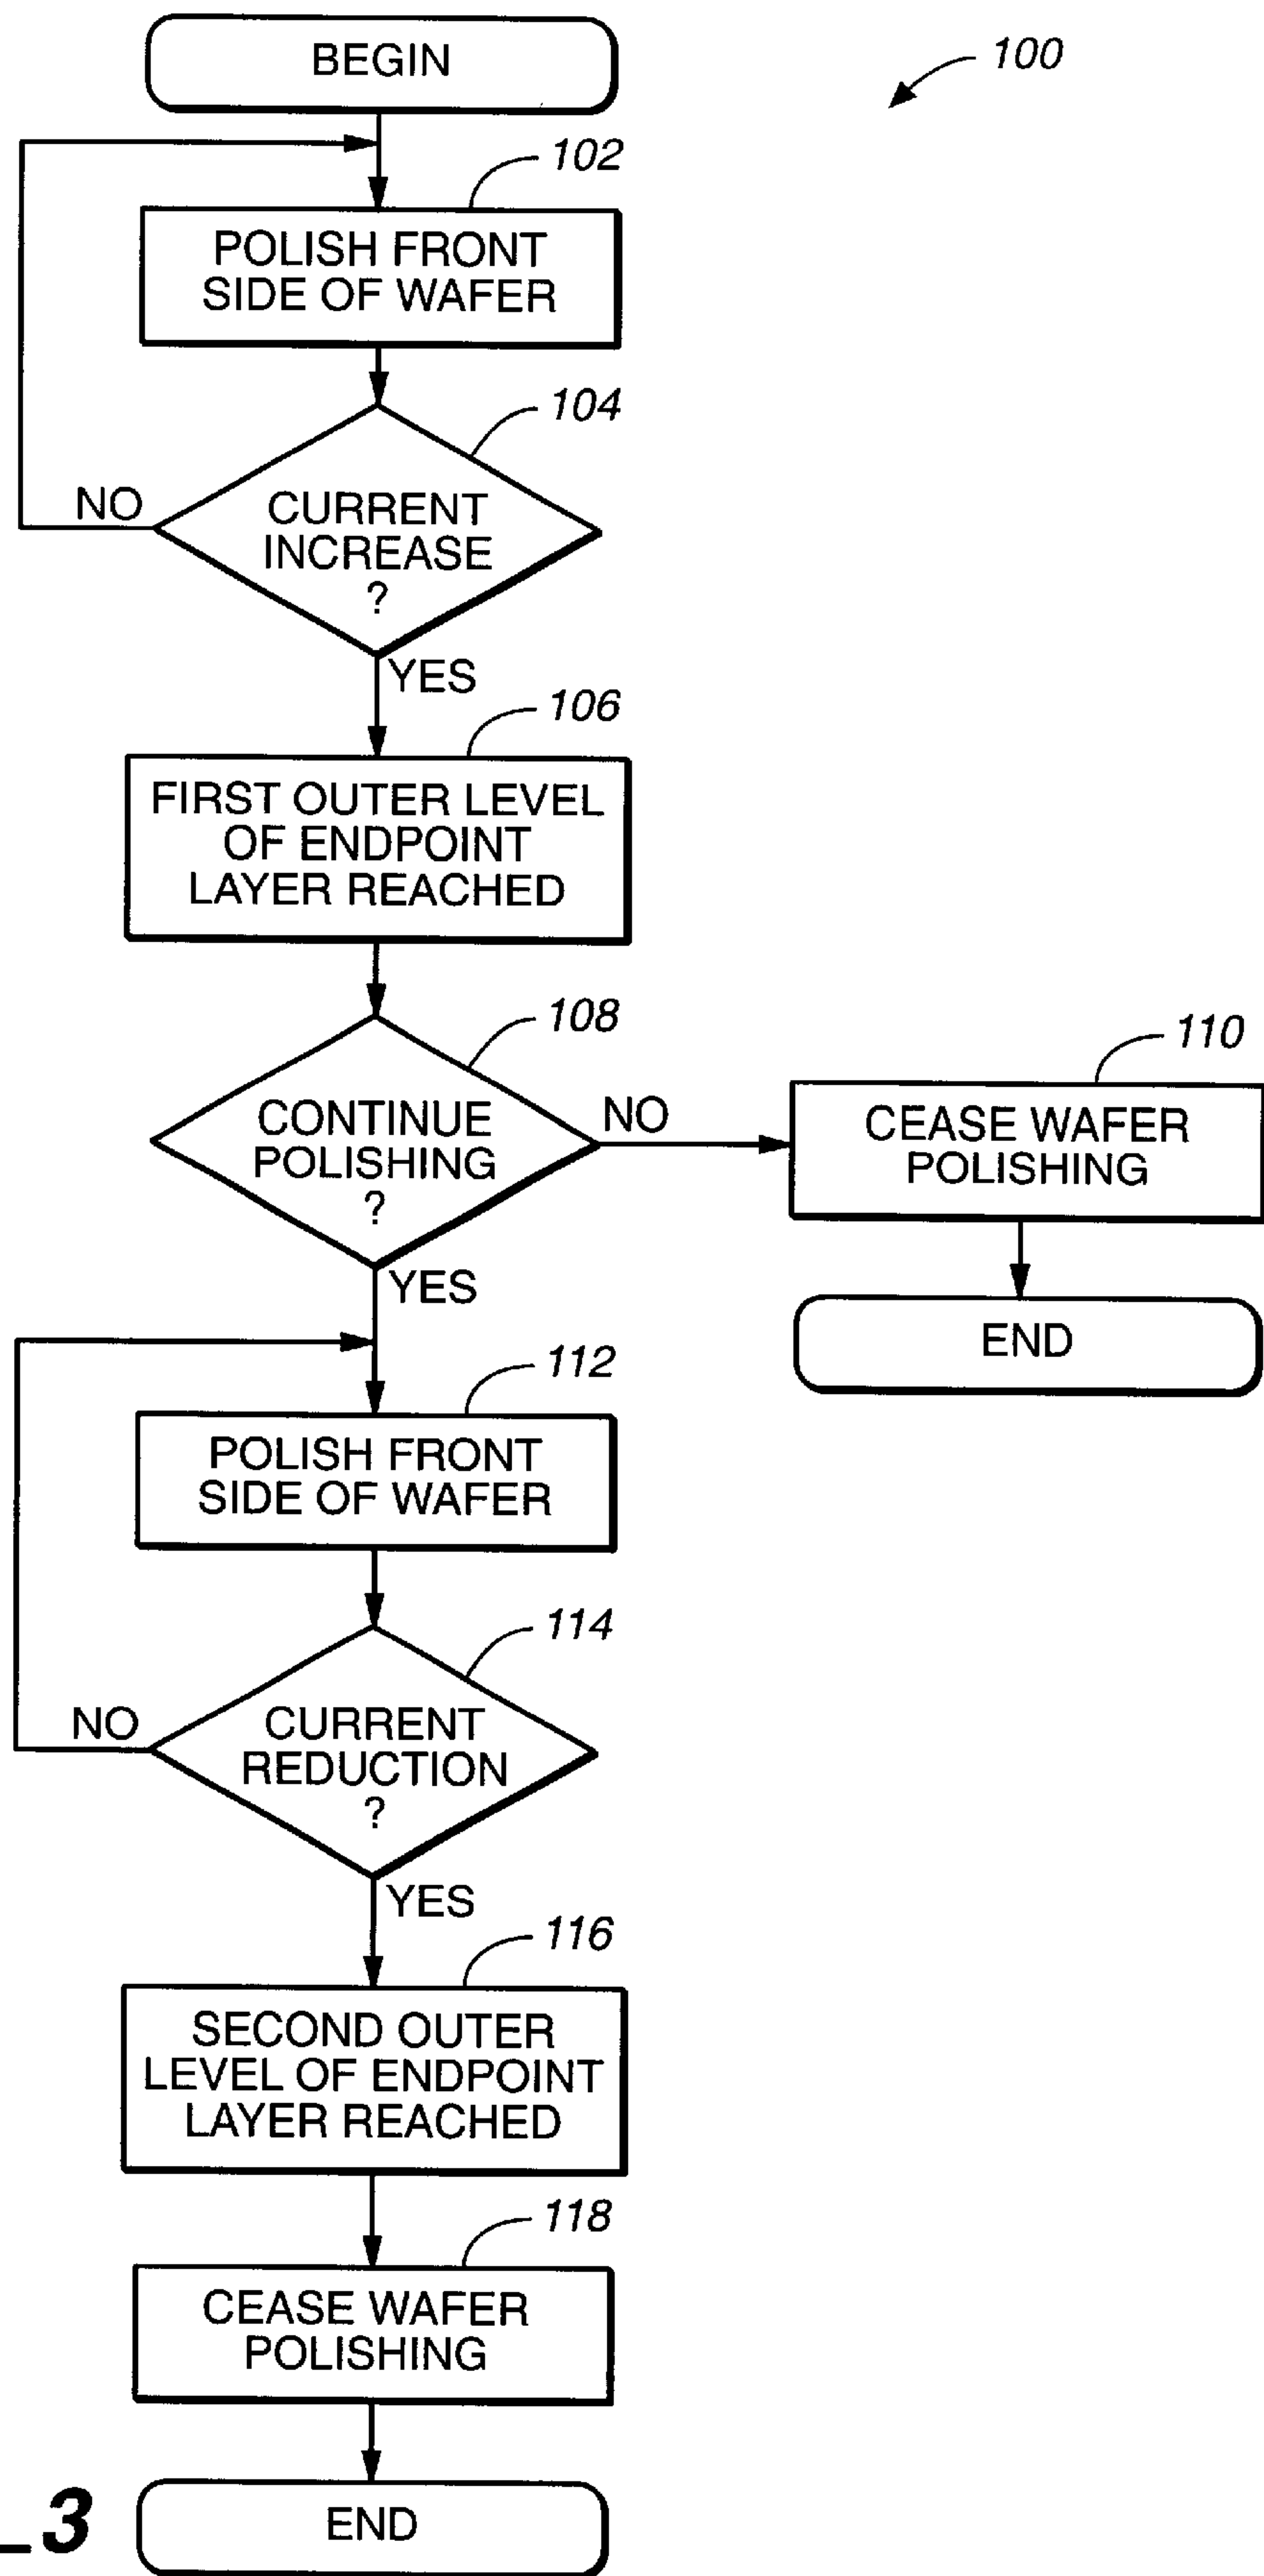 BEGIN
100
102
POLISH FRONT
SIDE OF WAFER
104
NO
CURRENT
INCREASE
?
YES
106
FIRST OUTER LEVEL
OF ENDPOINT
LAYER REACHED
108
CONTINUE
POLISHING
?
NO
110
CEASE WAFER
POLISHING
END
YES
112
POLISH FRONT
SIDE OF WAFER
114
NO
CURRENT
REDUCTION
?
YES
116
SECOND OUTER
LEVEL OF ENDPOINT
LAYER REACHED
118
CEASE WAFER
POLISHING
END
_3